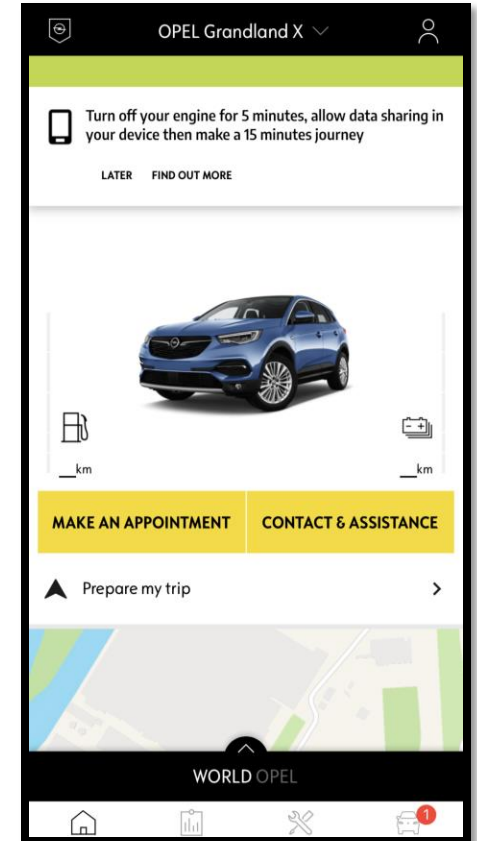 OPEL Grandland X
Turn off your engine for 5 minutes, allow data sharing in
your device then make a 15 minutes journey
LATER FIND OUT MORE
__km __km
MAKE AN APPOINTMENT CONTACT & ASSISTANCE
Prepare my trip
WORLD OPEL
1